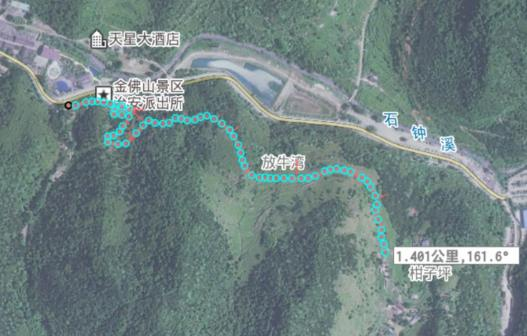 天星大酒店
金佛山景区
治安派出所
石钟溪
放牛湾
1.401公里,161.6°
柑子坪